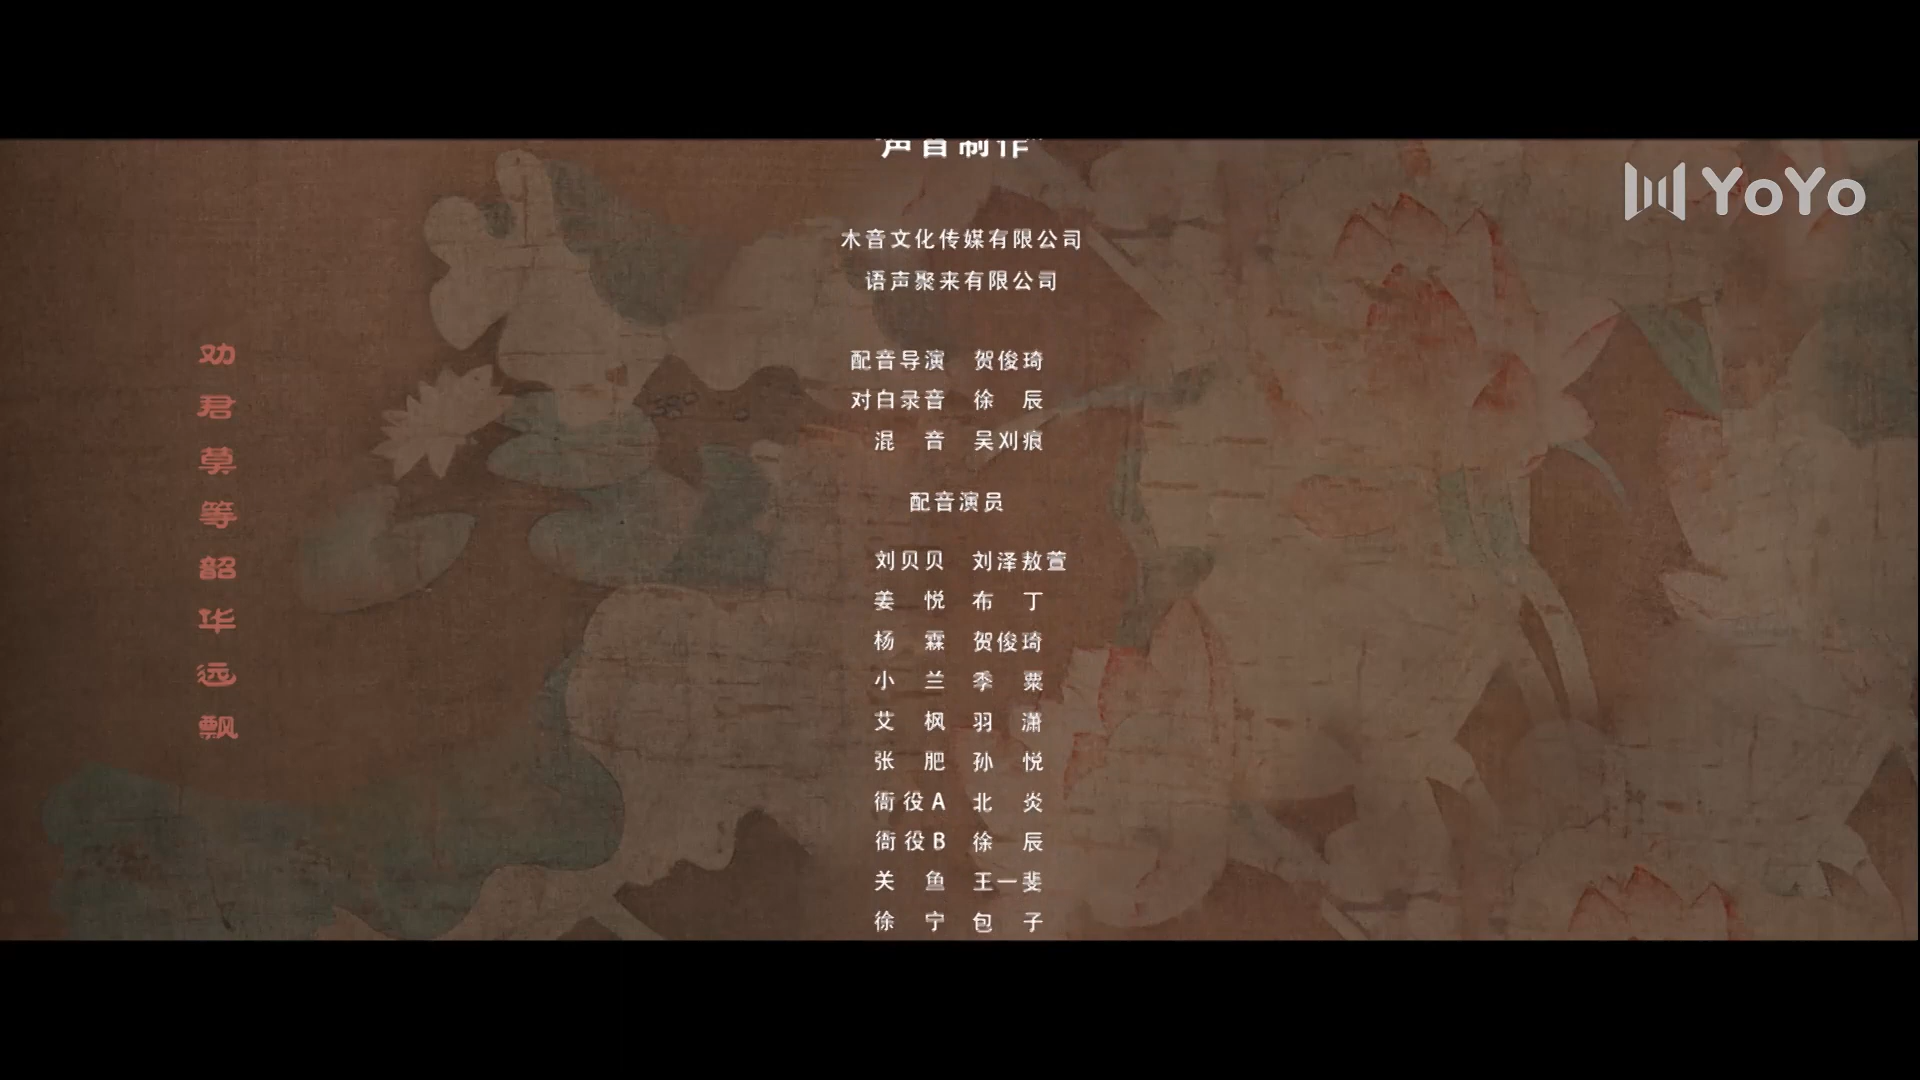 声音制作
YoYo
木音文化传媒有限公司
语声聚来有限公司
配音导演 贺俊琦
对白录音 徐辰
混音 吴刈痕
配音演员
刘贝贝 刘泽敖萱
姜悦 布丁
杨霖 贺俊琦
小兰 季粟
艾枫 羽潇
张肥 孙悦
衙役A 北炎
衙役B 徐辰
关鱼 王一斐
徐宁 包子
劝君莫等韶华远飘